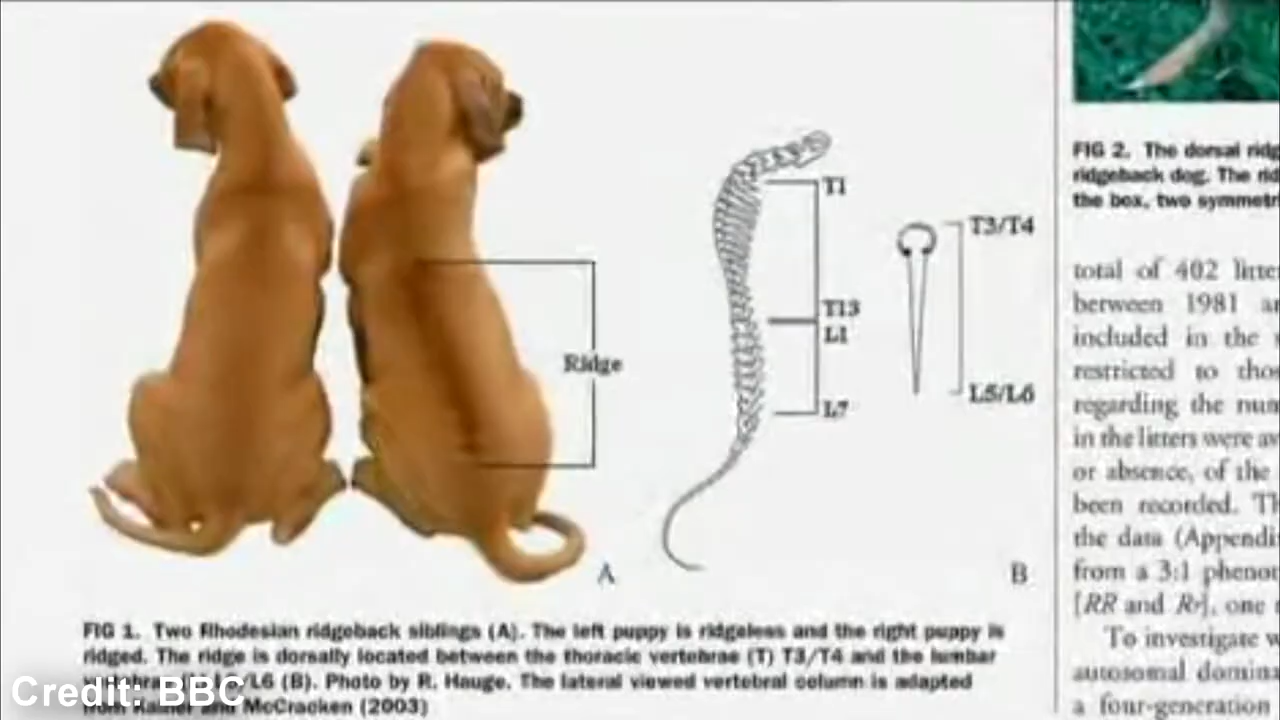 T1
T3/T4
T13
L1
Ridge
L5/L6
L7
A
B
FIG 1. Two Rhodesian ridgeback siblings (A). The left puppy is ridgeless and the right puppy is
ridged. The ridge is dorsally located between the thoracic vertebrae (T) T3/T4 and the lumbar
/L6 (B). Photo by R. Hauge. The lateral viewed vertebral column is adapted
from and McCracken (2003)
Credit: BBC
FIG 2. The dorsal ridg
ridgeback dog. The rid
the box, two symmetr
total of 402 litte
between 1981 a
included in the
restricted to thos
regarding the num
in the litters were av
or absence, of the
been recorded. Th
the data (Appendi
from a 3:1 phenot
[RR and Rr], one
To investigate w
autosomal domina
a four-generation